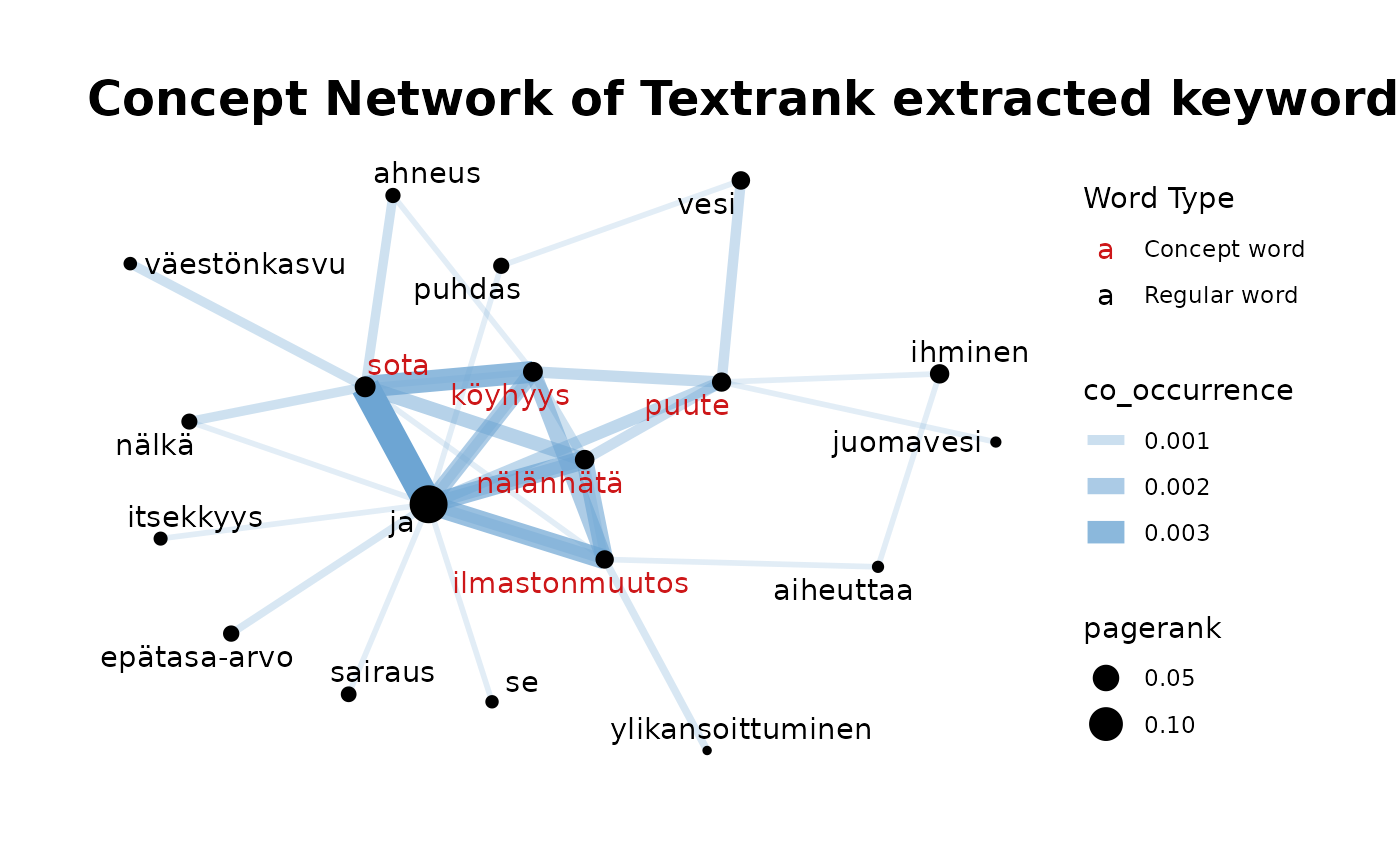 Concept Network of Textrank extracted keyword
ahneus
vesi
väestönkasvu
puhdas
sota
köyhyys
puute
ihminen
nälkä
juomavesi
nälänhätä
itsekkyys
ja
ilmastonmuutos
aiheuttaa
epätasa-arvo
sairaus
se
ylikansoittuminen
Word Type
a Concept word
a Regular word
co_occurrence
0.001
0.002
0.003
pagerank
0.05
0.10